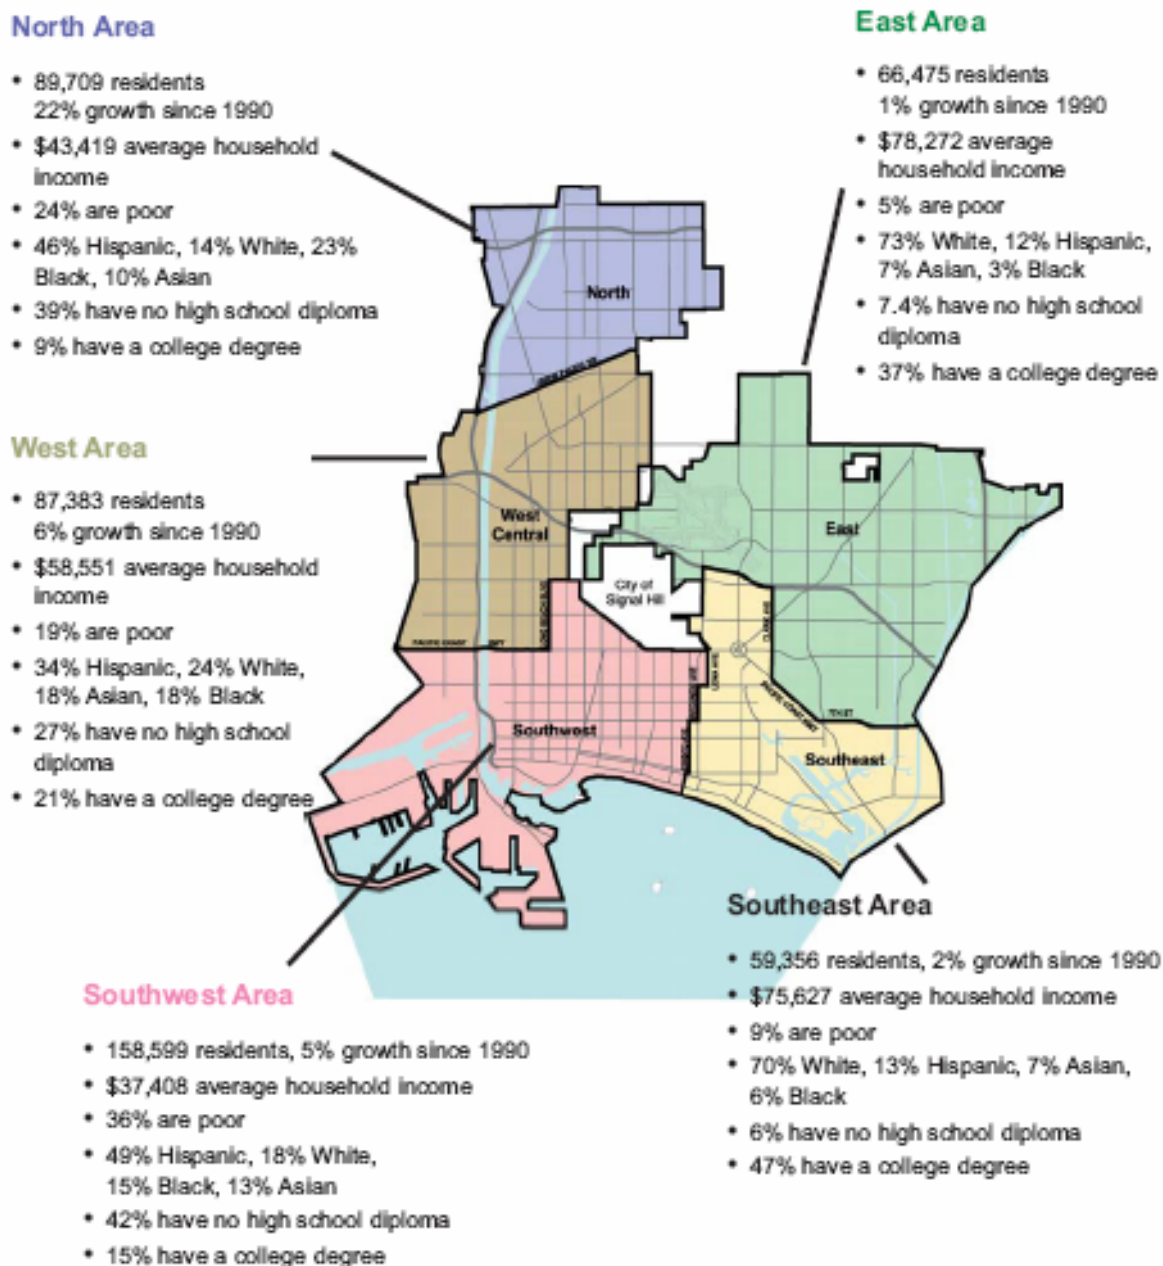 North Area
• 89,709 residents
22% growth since 1990
• $43,419 average household
income
• 24% are poor
• 46% Hispanic, 14% White, 23%
Black, 10% Asian
• 39% have no high school diploma
• 9% have a college degree
East Area
• 66,475 residents
1% growth since 1990
• $78,272 average
household income
• 5% are poor
• 73% White, 12% Hispanic,
7% Asian, 3% Black
• 7.4% have no high school
diploma
• 37% have a college degree
West Area
• 87,383 residents
6% growth since 1990
• $58,551 average household
income
• 19% are poor
• 34% Hispanic, 24% White,
18% Asian, 18% Black
• 27% have no high school
diploma
• 21% have a college degree
North
West
Central
East
City of
Signal Hill
PACIFIC COAST HWY
Southwest
PACIFIC COAST HWY
7TH ST
Southeast
Southeast Area
• 59,356 residents, 2% growth since 1990
• $75,627 average household income
• 9% are poor
• 70% White, 13% Hispanic, 7% Asian,
6% Black
• 6% have no high school diploma
• 47% have a college degree
Southwest Area
• 158,599 residents, 5% growth since 1990
• $37,408 average household income
• 36% are poor
• 49% Hispanic, 18% White,
15% Black, 13% Asian
• 42% have no high school diploma
• 15% have a college degree